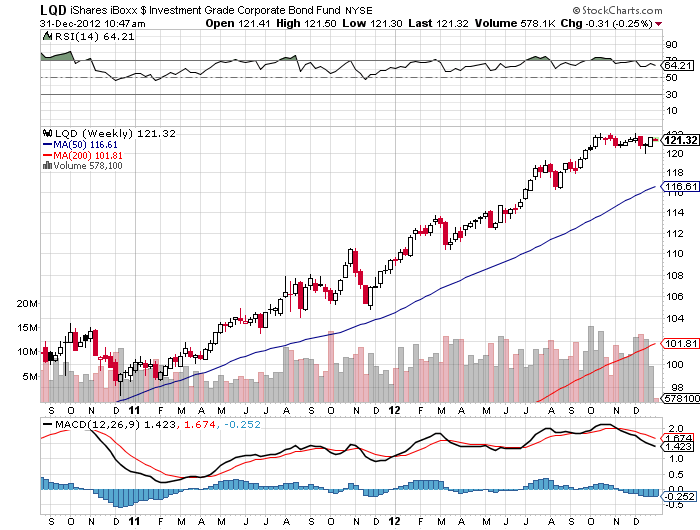 LQD iShares iBoxx $ Investment Grade Corporate Bond Fund NYSE
© StockCharts.com
31-Dec-2012 10:47am
Open 121.41 High 121.50 Low 121.30 Last 121.32 Volume 578.1K Chg -0.31 (-0.25%)
RSI(14) 64.21
90
70
64.21
50
30
10
LQD (Weekly) 121.32
MA(50) 116.61
MA(200) 101.81
Volume 578,100
122
121.32
120
118
116.61
116
114
112
110
108
106
104
101.81
100
98
578100
20M
15M
10M
5M
S O N D 11 F M A M J J A S O N D 12 F M A M J J A S O N D
MACD(12,26,9) 1.423, 1.674, -0.252
2.0
1.674
1.423
1.0
0.5
-0.252
-0.5
S O N D 11 F M A M J J A S O N D 12 F M A M J J A S O N D